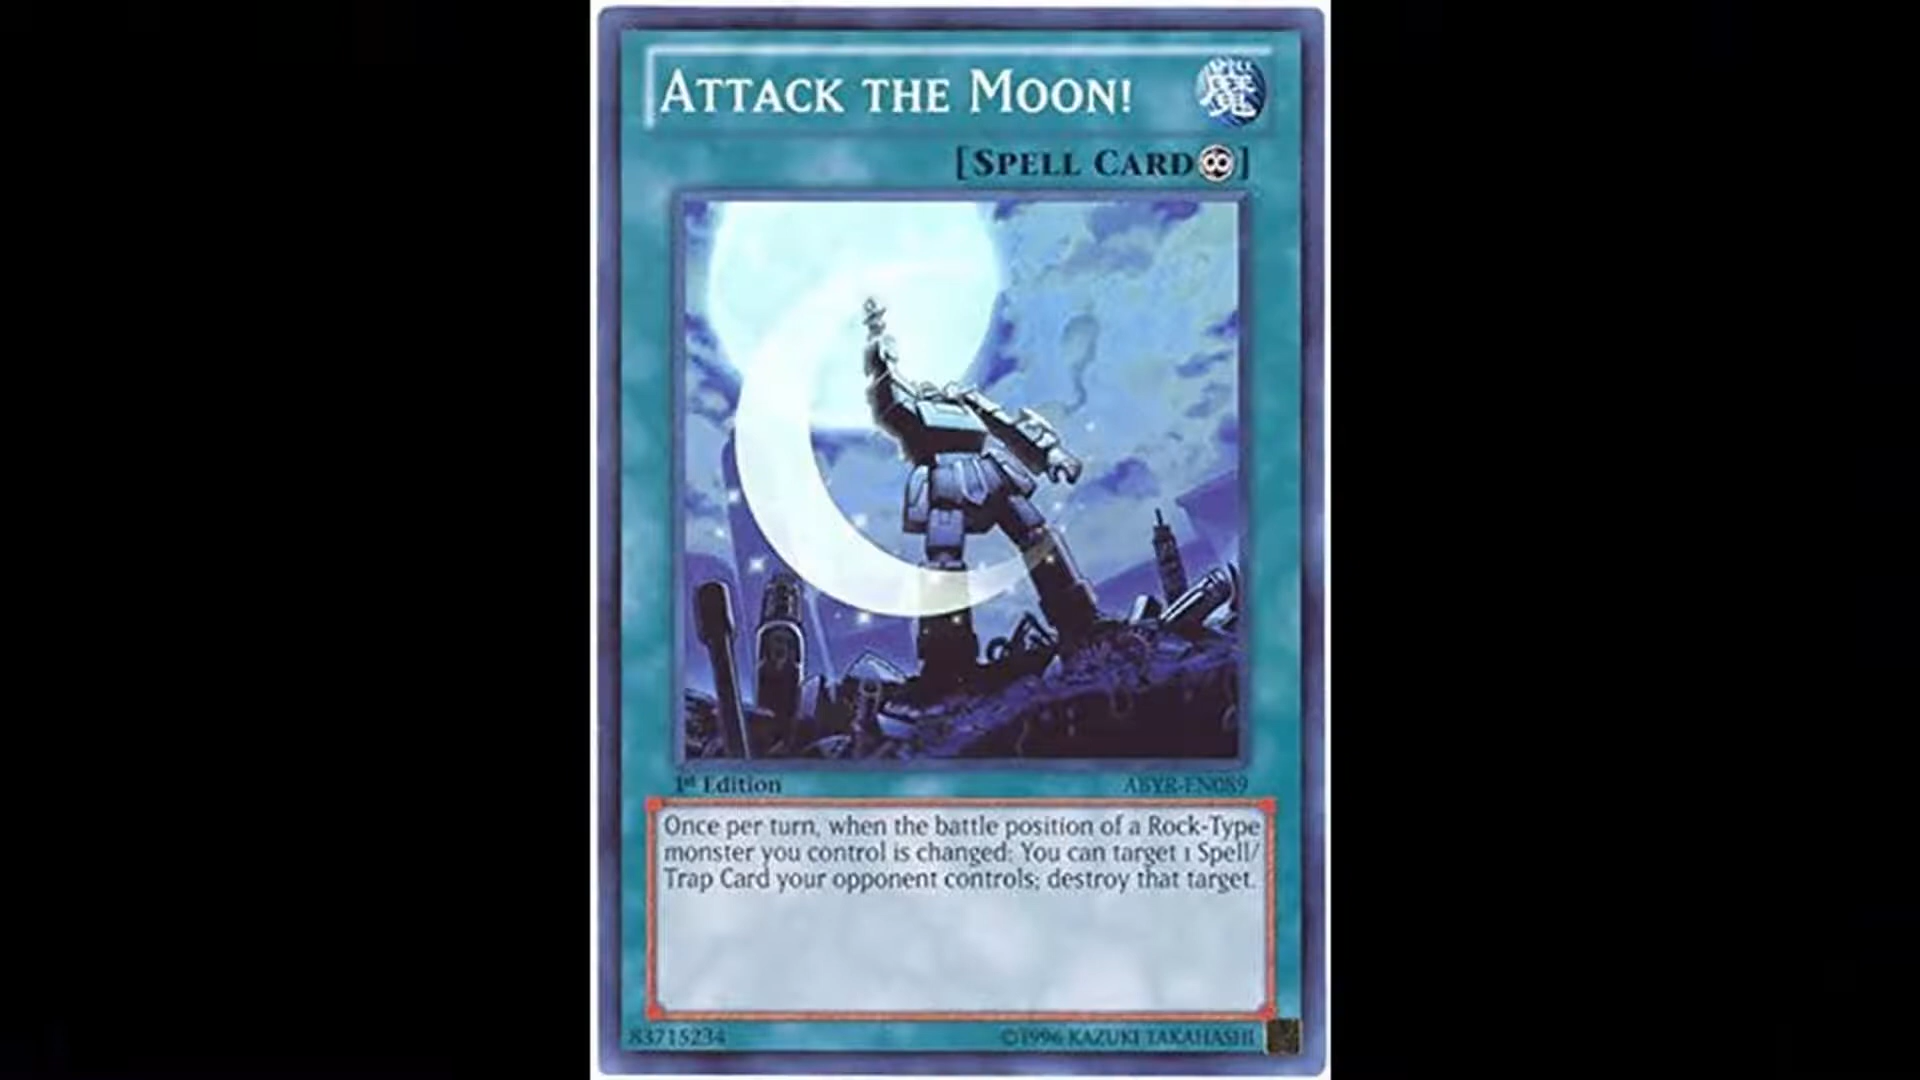 ATTACK THE MOON!
魔
[SPELL CARD]
1st Edition
ABYR-EN089
Once per turn, when the battle position of a Rock-Type
monster you control is changed: You can target 1 Spell/
Trap Card your opponent controls; destroy that target.
83715234
©1996 KAZUKI TAKAHASHI